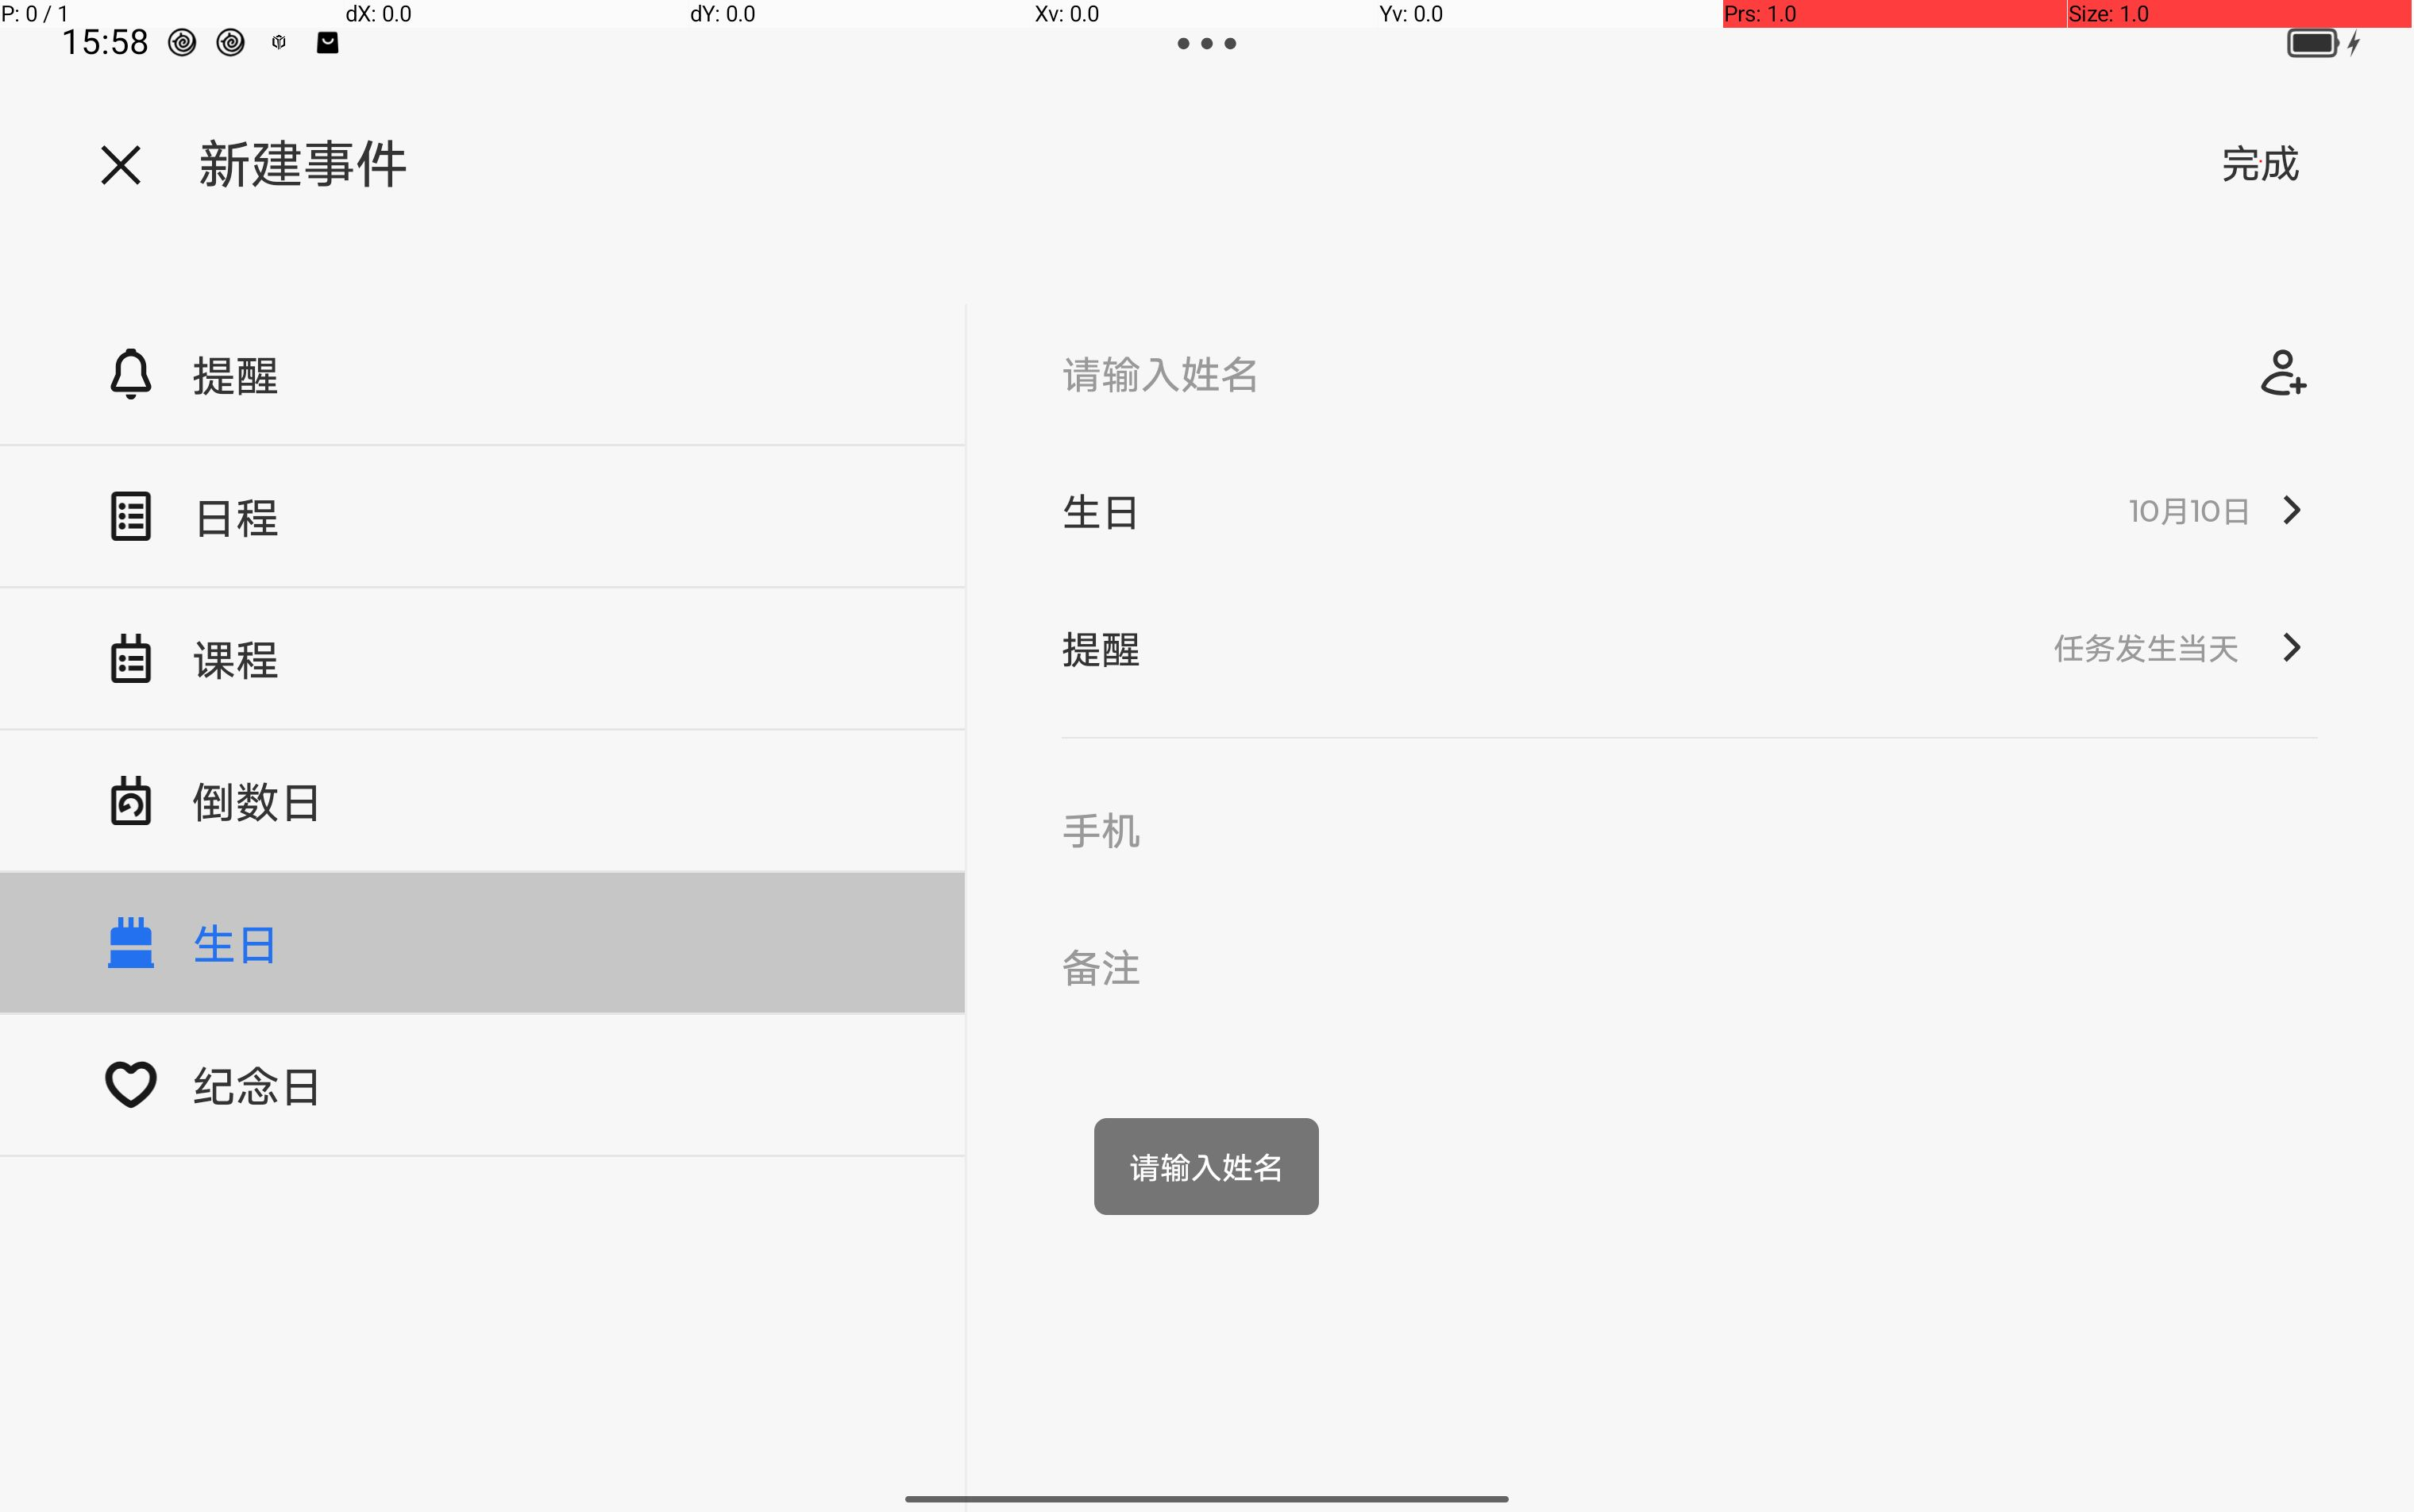 P: 0 / 1 dX: 0.0 dY: 0.0 Xv: 0.0 Yv: 0.0 Prs: 1.0 Size: 1.0
15:58
新建事件 完成
提醒
日程
课程
倒数日
生日
纪念日
请输入姓名
生日 10月10日
提醒 任务发生当天
手机
备注
请输入姓名